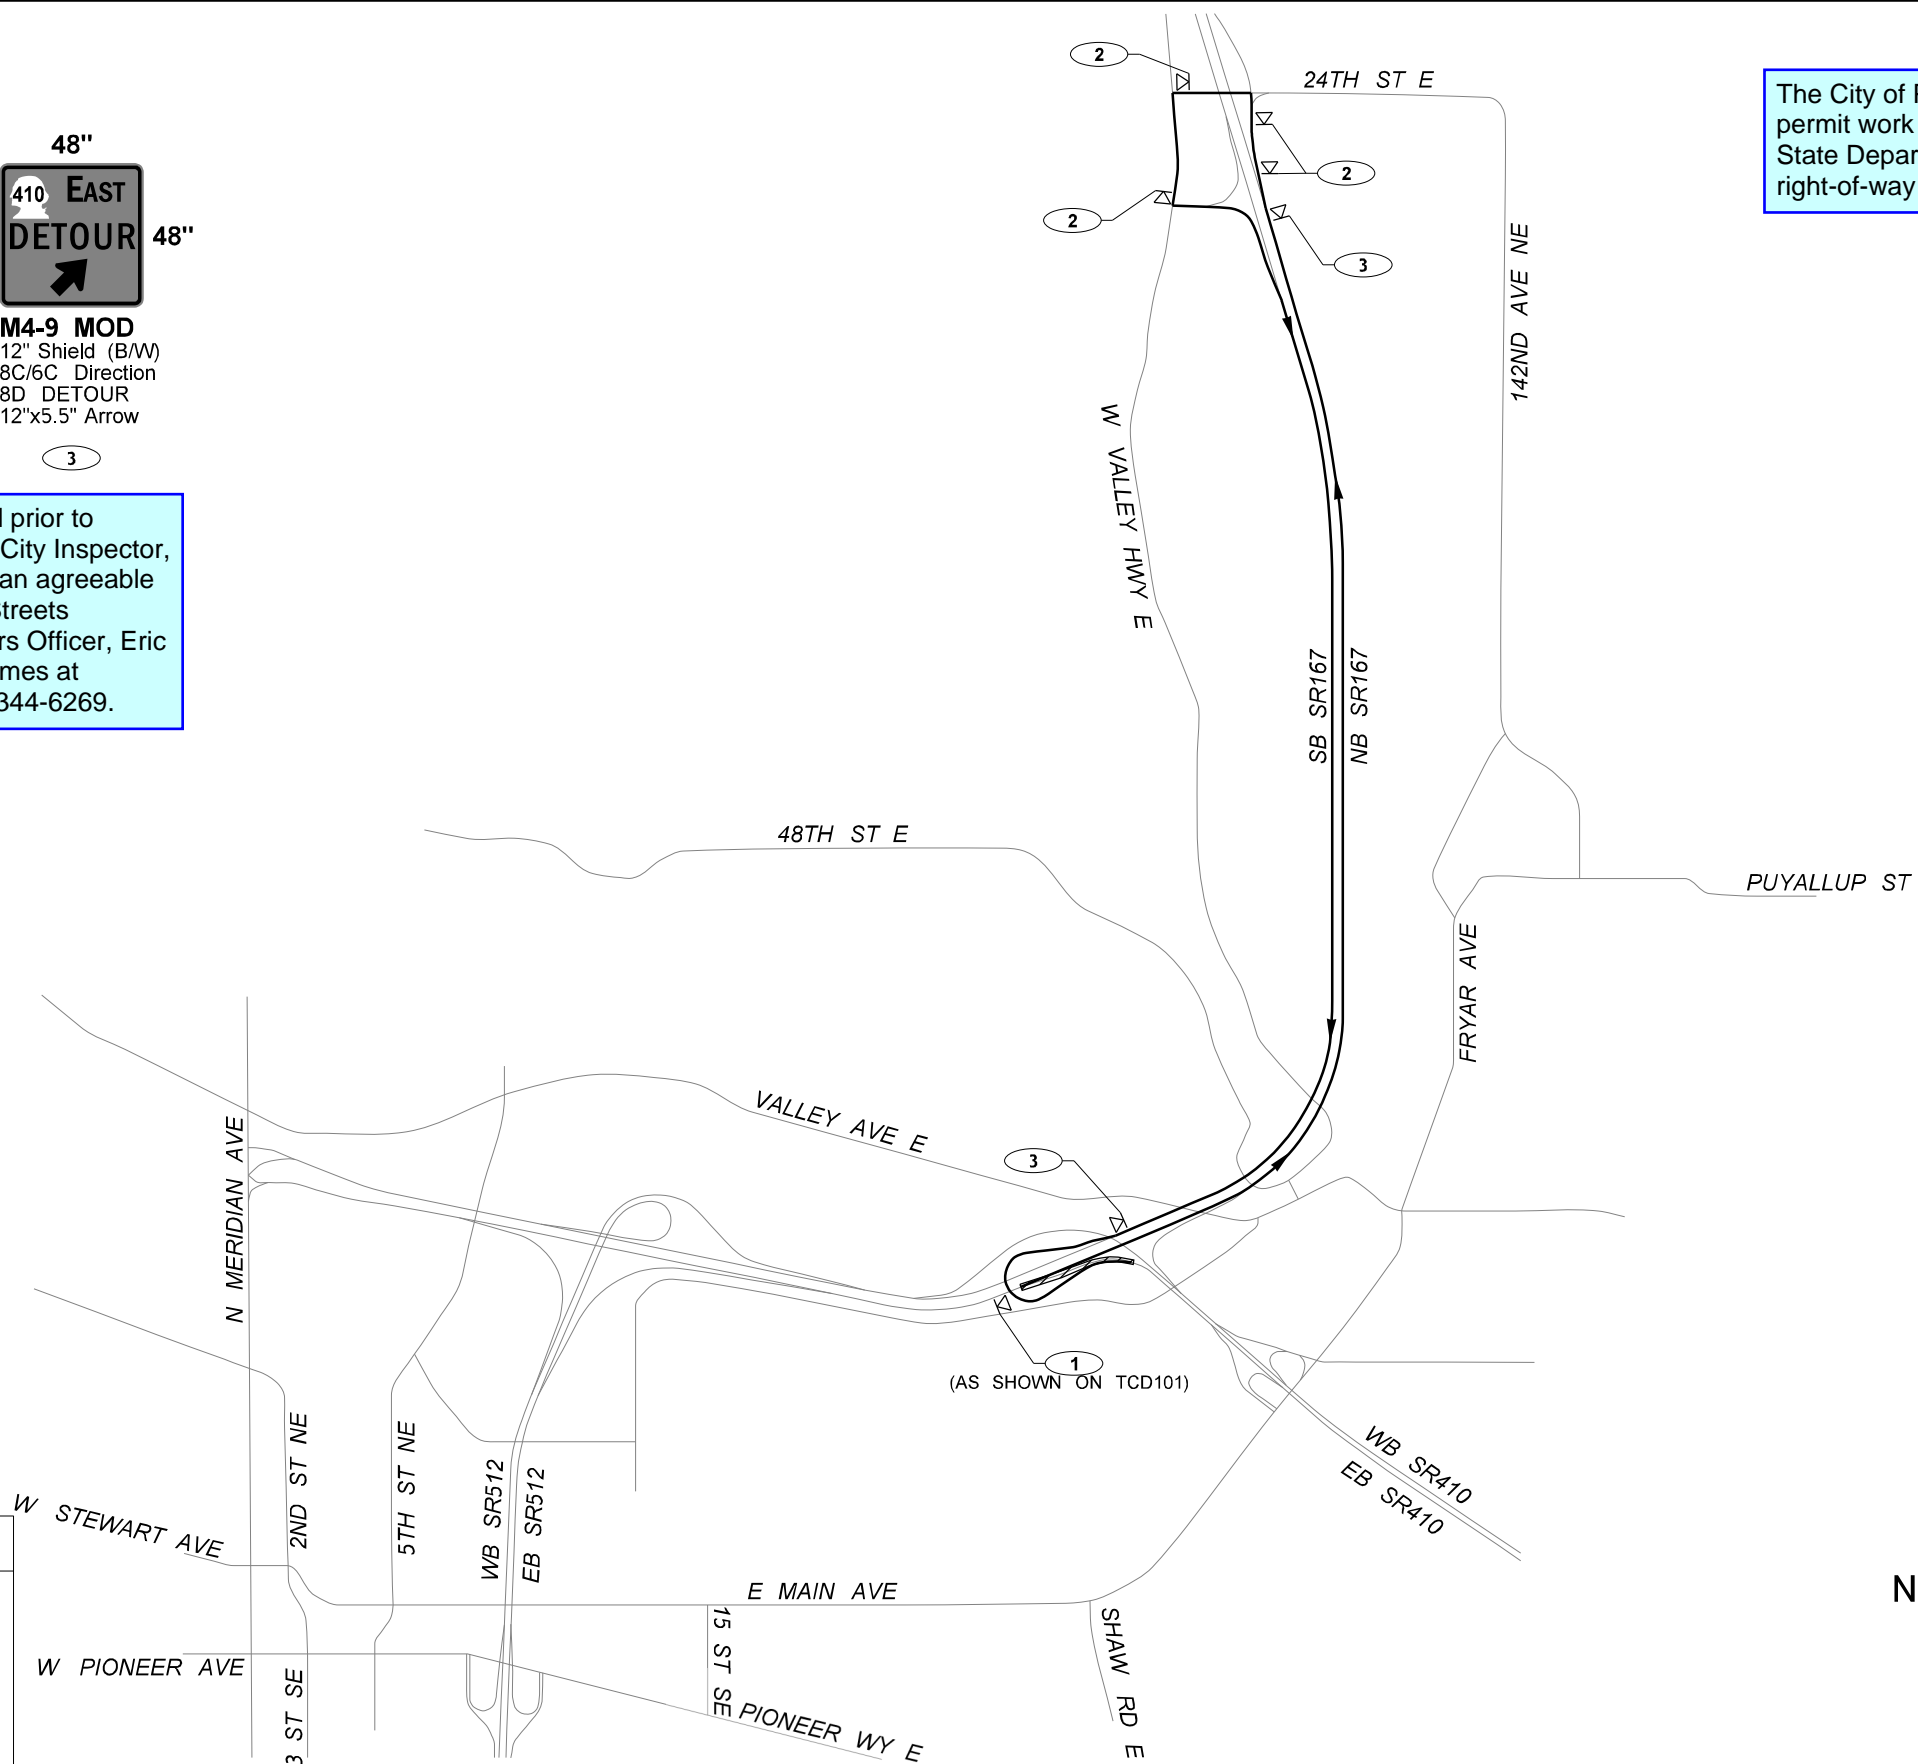 2
24TH ST E
The City of
permit work
State Depar
right-of-way
48"
410 EAST
DETOUR
48"
M4-9 MOD
12" Shield (B/W)
8C/6C Direction
8D DETOUR
12"x5.5" Arrow
3
2
2
3
142ND AVE NE
prior to
City Inspector,
an agreeable
Streets
rs Officer, Eric
mes at
344-6269.
W VALLEY HWY E
SB SR167
NB SR167
48TH ST E
PUYALLUP ST
FRYAR AVE
VALLEY AVE E
N MERIDIAN AVE
3
1
(AS SHOWN ON TCD101)
WB SR410
EB SR410
2ND ST NE
5TH ST NE
WB SR512
EB SR512
W STEWART AVE
E MAIN AVE
N
W PIONEER AVE
3 ST SE
15 ST SE
SHAW RD E
PIONEER WY E